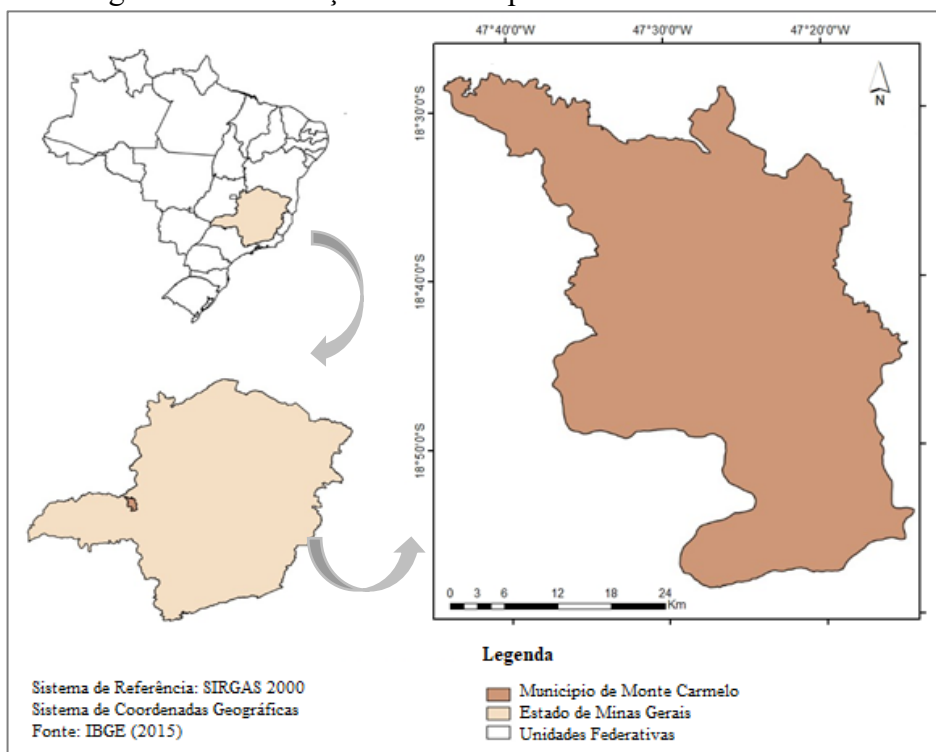 47°40'0"W 47°30'0"W 47°20'0"W
N
18°30'0"S
18°40'0"S
18°50'0"S
0 3 6 12 18 24
Km
Legenda
Município de Monte Carmelo
Estado de Minas Gerais
Unidades Federativas
Sistema de Referência: SIRGAS 2000
Sistema de Coordenadas Geográficas
Fonte: IBGE (2015)